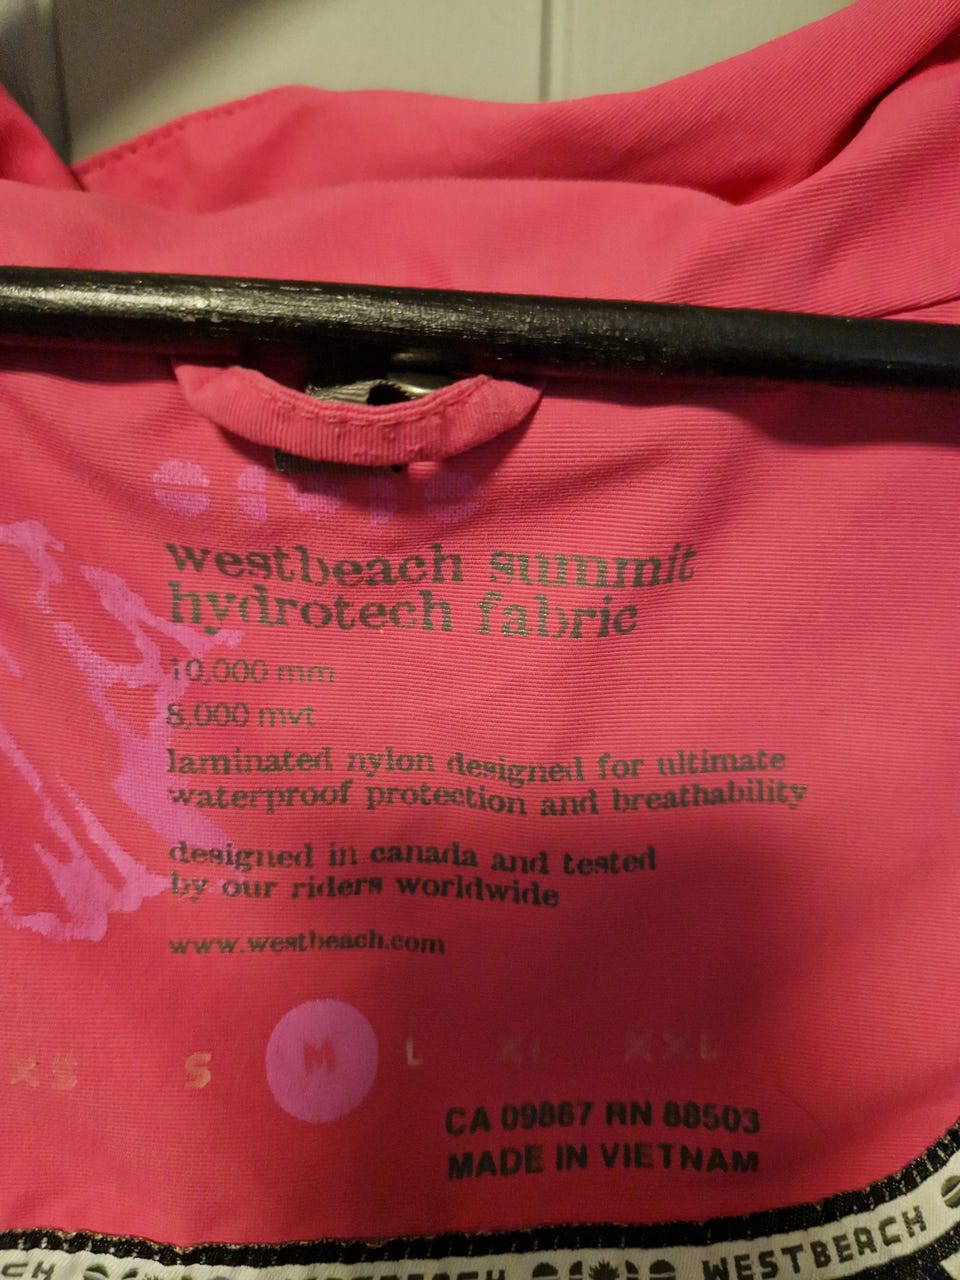 westbeach summit
hydrotech fabric
10,000 mm
8,000 mvt
laminated nylon designed for ultimate
waterproof protection and breathability
designed in canada and tested
by our riders worldwide
www.westbeach.com
XS S M L XL XXL
CA 09867 RN 88503
MADE IN VIETNAM
WESTBEACH WESTBEACH